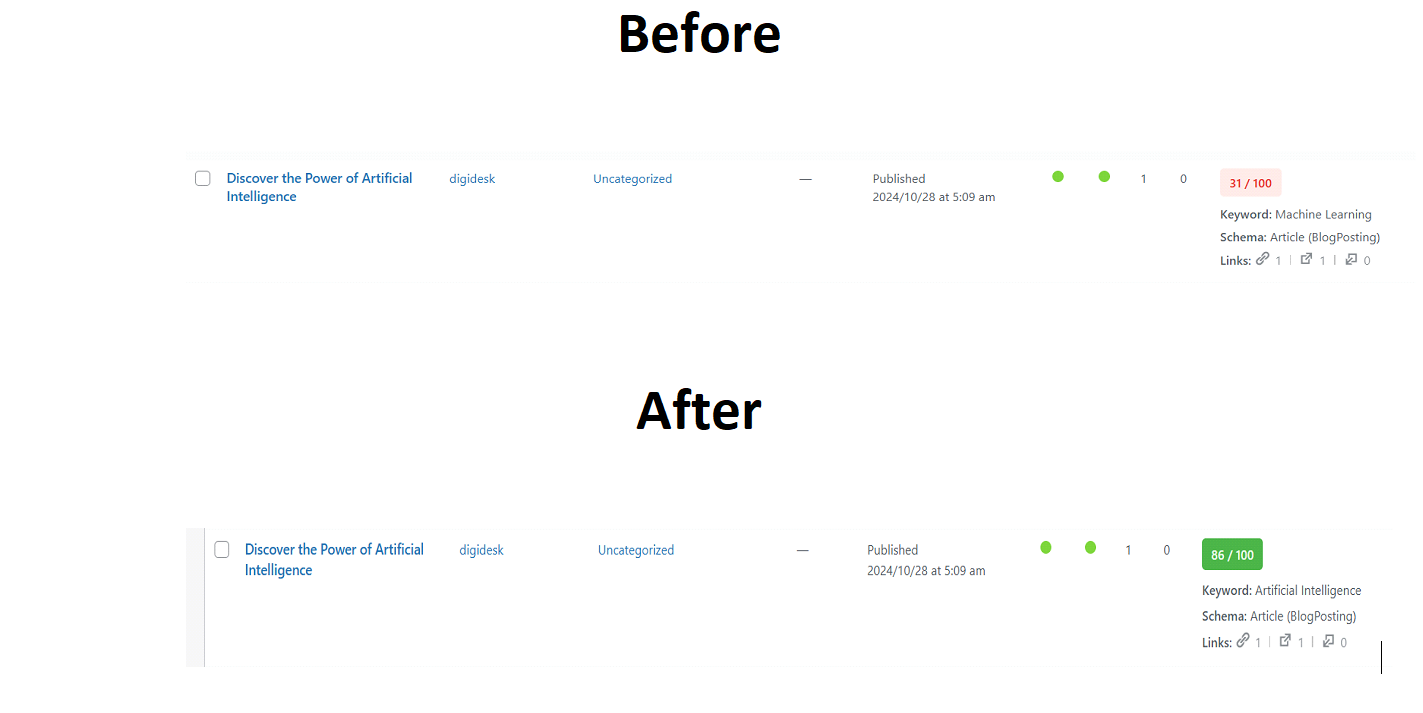 Before
Discover the Power of Artificial
Intelligence
digidesk
Uncategorized
—
Published
2024/10/28 at 5:09 am
1
0
31 / 100
Keyword: Machine Learning
Schema: Article (BlogPosting)
Links: 1 | 1 | 0
After
Discover the Power of Artificial
Intelligence
digidesk
Uncategorized
—
Published
2024/10/28 at 5:09 am
1
0
86 / 100
Keyword: Artificial Intelligence
Schema: Article (BlogPosting)
Links: 1 | 1 | 0